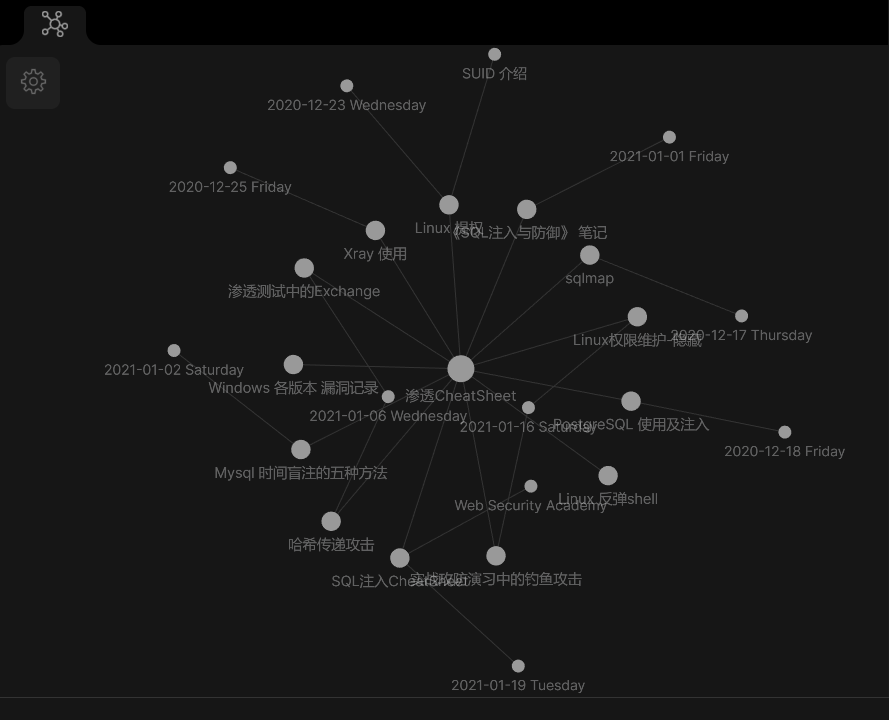 SUID 介绍
2020-12-23 Wednesday
2021-01-01 Friday
2020-12-25 Friday
Linux 提权
《SQL注入与防御》 笔记
Xray 使用
sqlmap
渗透测试中的Exchange
2020-12-17 Thursday
Linux权限维护-隐藏
2021-01-02 Saturday
Windows 各版本 漏洞记录
渗透CheatSheet
2021-01-06 Wednesday
2021-01-16 Saturday
PostgreSQL 使用及注入
2020-12-18 Friday
Mysql 时间盲注的五种方法
Web Security Academy
Linux 反弹shell
哈希传递攻击
SQL注入CheatSheet
实战攻防演习中的钓鱼攻击
2021-01-19 Tuesday